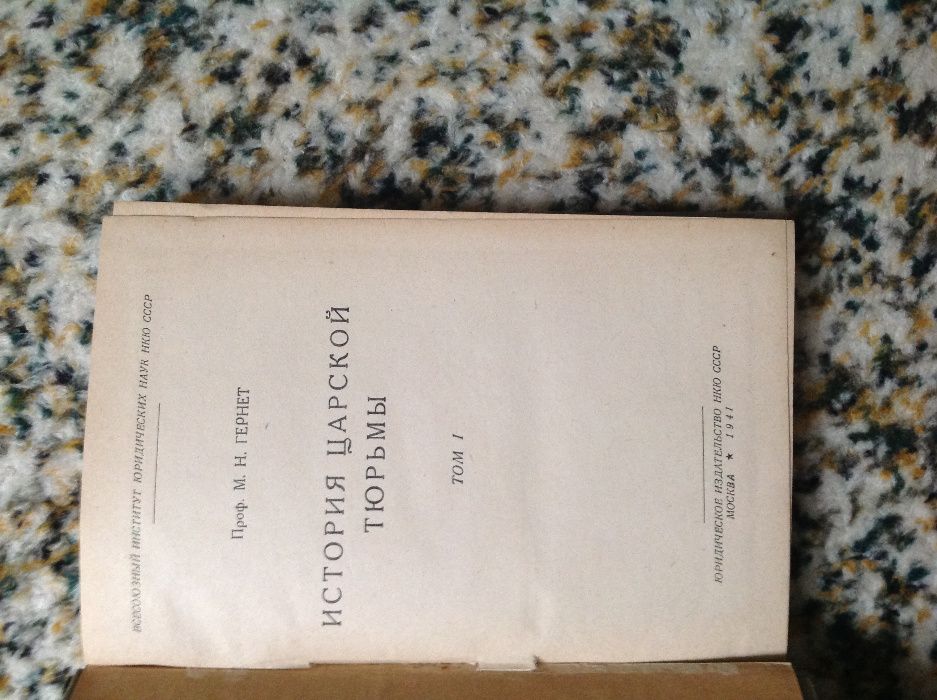 ВСЕСОЮЗНЫЙ ИНСТИТУТ ЮРИДИЧЕСКИХ НАУК НКЮ СССР
Проф. М. Н. ГЕРНЕТ
ИСТОРИЯ ЦАРСКОЙ
ТЮРЬМЫ
ТОМ I
ЮРИДИЧЕСКОЕ ИЗДАТЕЛЬСТВО НКЮ СССР
МОСКВА ★ 1941